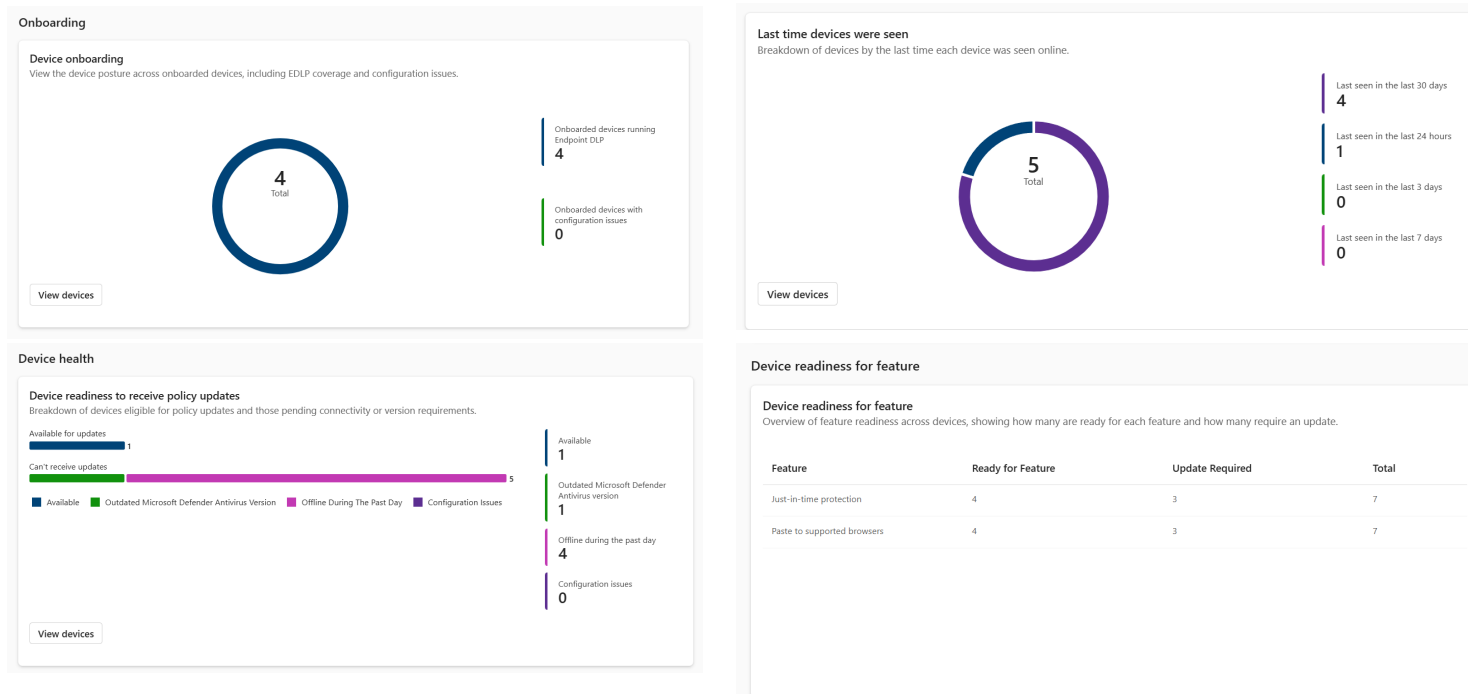 Onboarding
Device onboarding
View the device posture across onboarded devices, including EDLP coverage and configuration issues.
4
Total
Onboarded devices running
Endpoint DLP
4
Onboarded devices with
configuration issues
0
View devices
Last time devices were seen
Breakdown of devices by the last time each device was seen online.
5
Total
Last seen in the last 30 days
4
Last seen in the last 24 hours
1
Last seen in the last 3 days
0
Last seen in the last 7 days
0
View devices
Device health
Device readiness to receive policy updates
Breakdown of devices eligible for policy updates and those pending connectivity or version requirements.
Available for updates
1
Can't receive updates
5
Available Outdated Microsoft Defender Antivirus Version Offline During The Past Day Configuration Issues
Available
1
Outdated Microsoft Defender
Antivirus version
1
Offline during the past day
4
Configuration issues
0
View devices
Device readiness for feature
Device readiness for feature
Overview of feature readiness across devices, showing how many are ready for each feature and how many require an update.
Feature Ready for Feature Update Required Total
Just-in-time protection 4 3 7
Paste to supported browsers 4 3 7